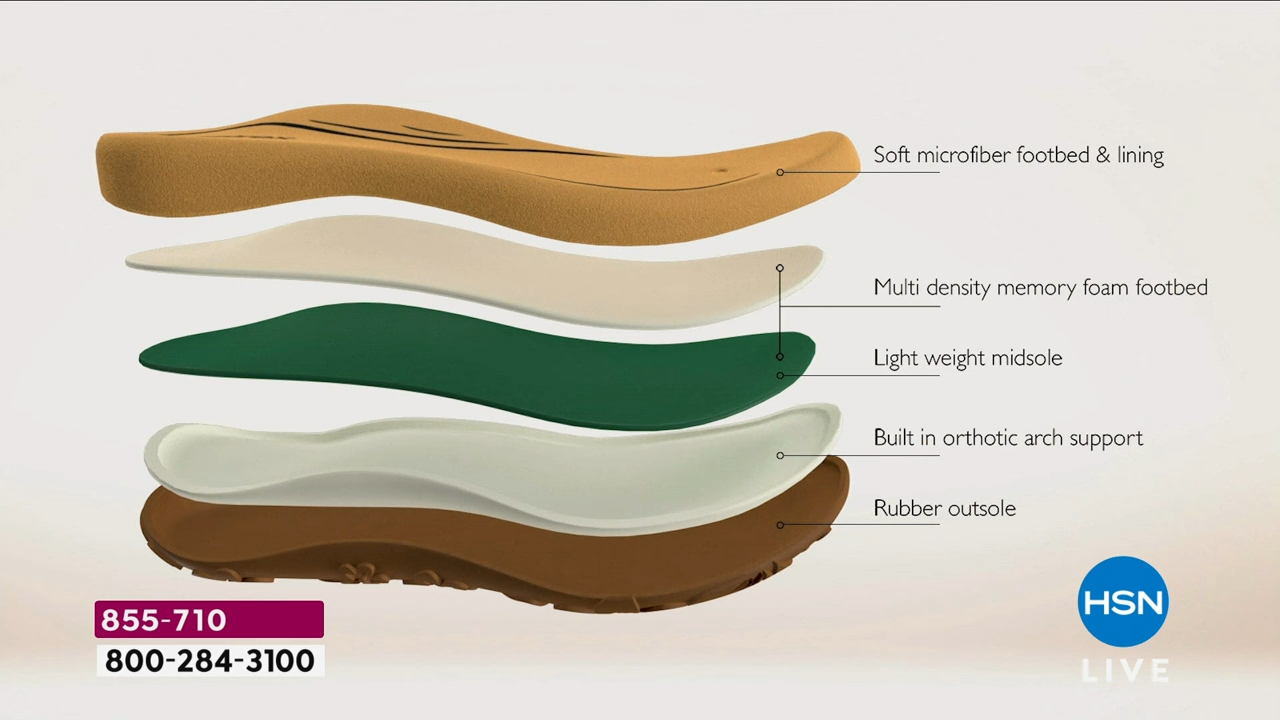 Soft microfiber footbed & lining
Multi density memory foam footbed
Light weight midsole
Built in orthotic arch support
Rubber outsole
855-710
800-284-3100
HSN
LIVE